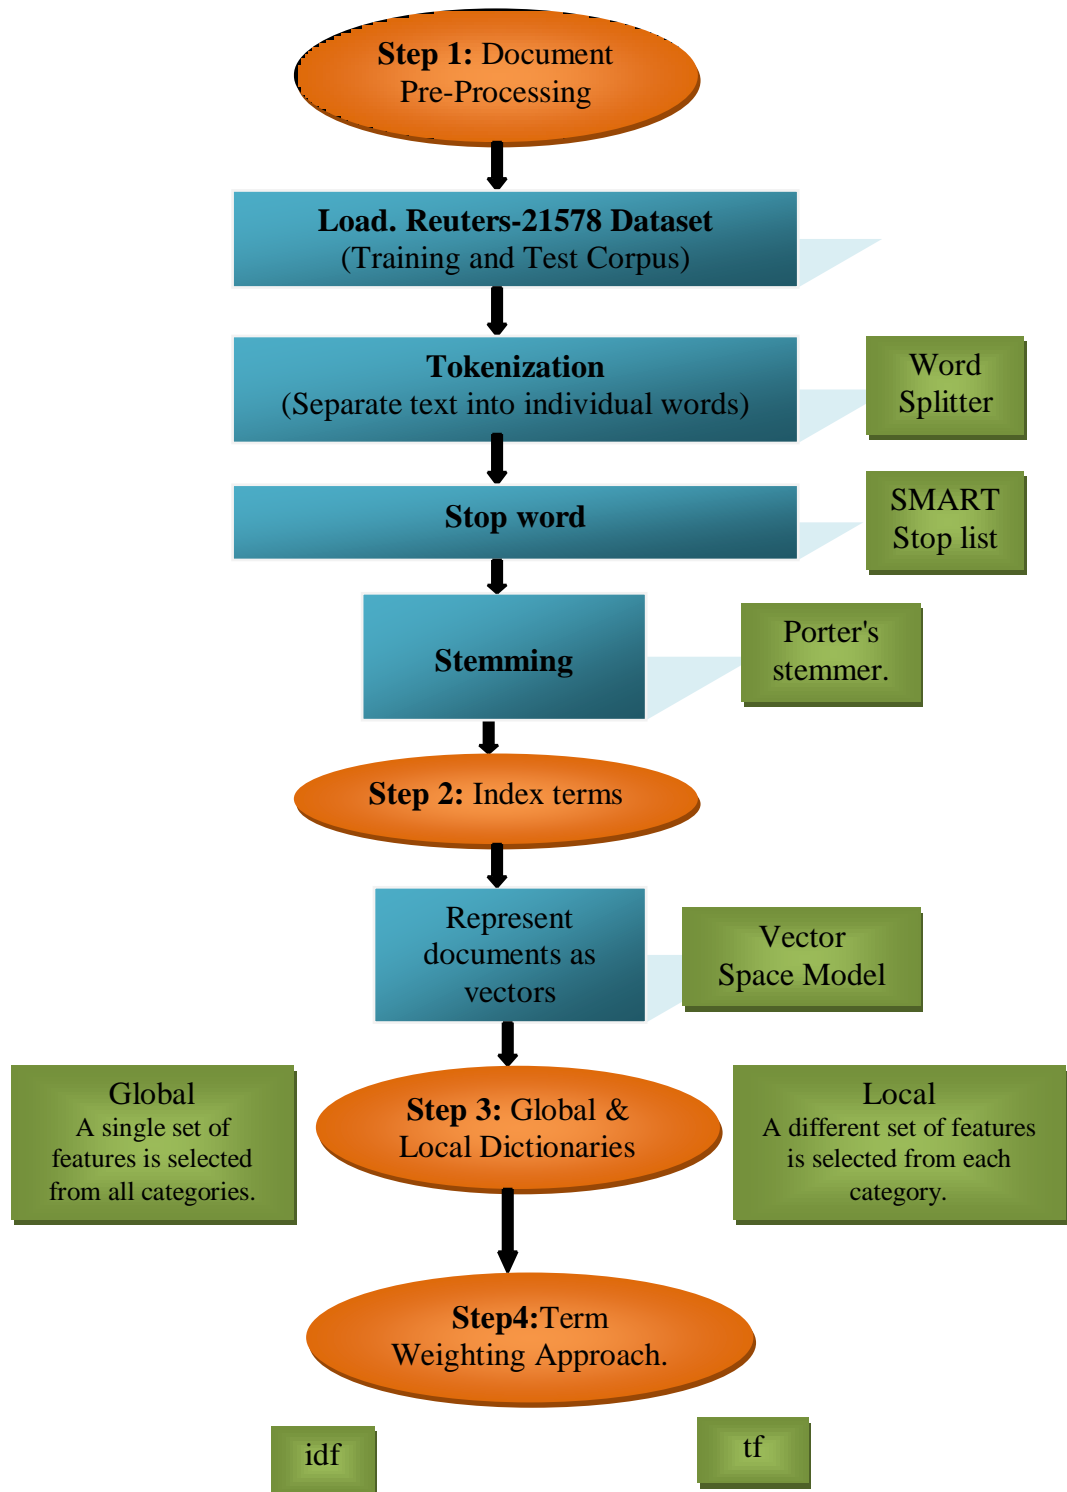 Step 1: Document
Pre-Processing
Load. Reuters-21578 Dataset
(Training and Test Corpus)
Tokenization
(Separate text into individual words)
Word
Splitter
Stop word
SMART
Stop list
Stemming
Porter's
stemmer.
Step 2: Index terms
Represent
documents as
vectors
Vector
Space Model
Global
A single set of
features is selected
from all categories.
Step 3: Global &
Local Dictionaries
Local
A different set of features
is selected from each
category.
Step4:Term
Weighting Approach.
idf
tf